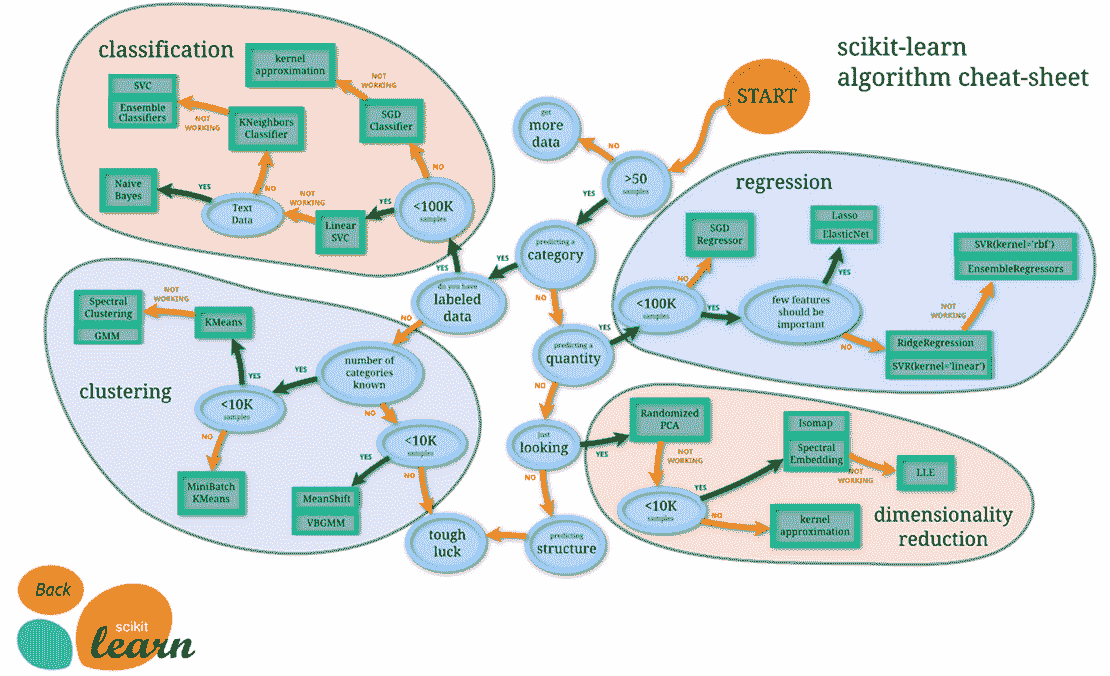 scikit-learn
algorithm cheat-sheet
START
>50
samples
NO
get
more
data
YES
predicting a
category
YES
do you have
labeled
data
YES
NO
classification
<100K
samples
YES
NO
SGD
Classifier
NOT
WORKING
kernel
approximation
Linear
SVC
NOT
WORKING
Text
Data
YES
NO
Naive
Bayes
KNeighbors
Classifier
NOT
WORKING
SVC
Ensemble
Classifiers
NO
predicting a
quantity
YES
regression
<100K
samples
NO
YES
SGD
Regressor
few features
should be
important
YES
NO
Lasso
ElasticNet
RidgeRegression
SVR(kernel='linear')
NOT
WORKING
SVR(kernel='rbf')
EnsembleRegressors
clustering
number of
categories
known
YES
NO
<10K
samples
YES
NO
KMeans
NOT
WORKING
Spectral
Clustering
GMM
MiniBatch
KMeans
<10K
samples
YES
NO
MeanShift
VBGMM
tough
luck
NO
just
looking
YES
NO
predicting
structure
dimensionality
reduction
Randomized
PCA
NOT
WORKING
<10K
samples
YES
NO
Isomap
Spectral
Embedding
NOT
WORKING
LLE
kernel
approximation
Back
scikit
learn